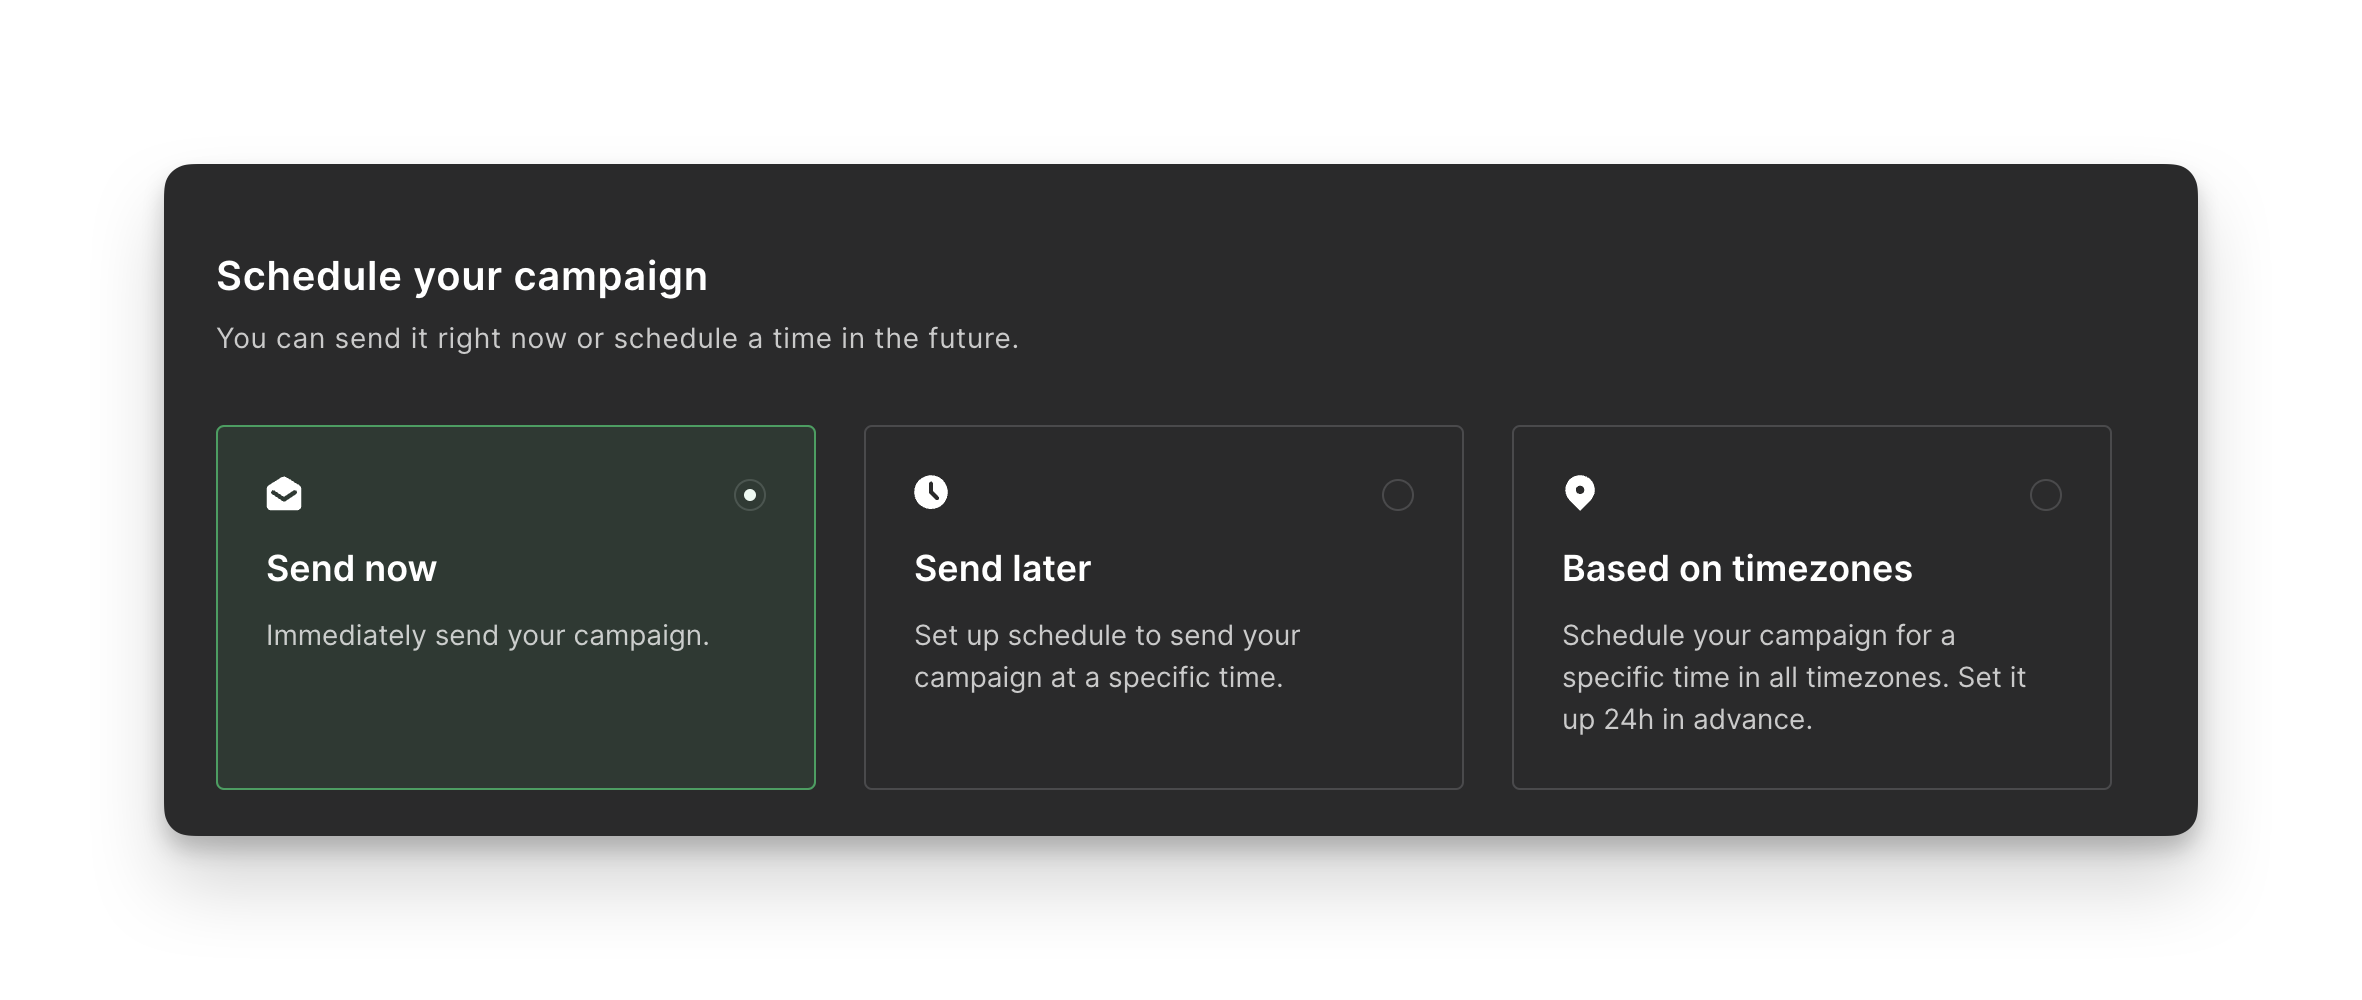 Schedule your campaign
You can send it right now or schedule a time in the future.
Send now
Immediately send your campaign.
Send later
Set up schedule to send your
campaign at a specific time.
Based on timezones
Schedule your campaign for a
specific time in all timezones. Set it
up 24h in advance.